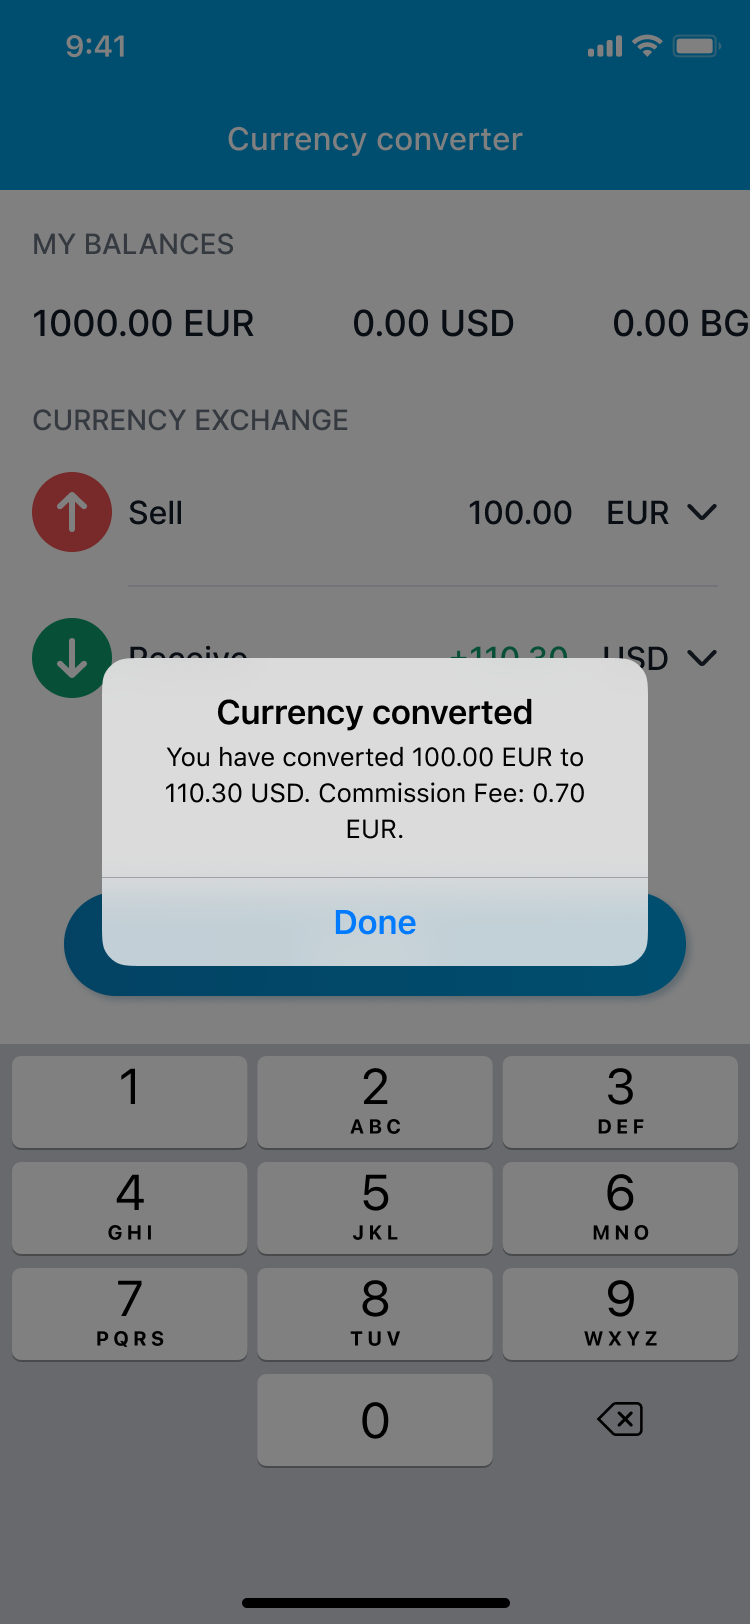 9:41
Currency converter
MY BALANCES
1000.00 EUR 0.00 USD 0.00 BG
CURRENCY EXCHANGE
Sell 100.00 EUR
Receive +110.30 USD
Currency converted
You have converted 100.00 EUR to
110.30 USD. Commission Fee: 0.70
EUR.
Done
1 2 3
ABC DEF
4 5 6
GHI JKL MNO
7 8 9
PQRS TUV WXYZ
0